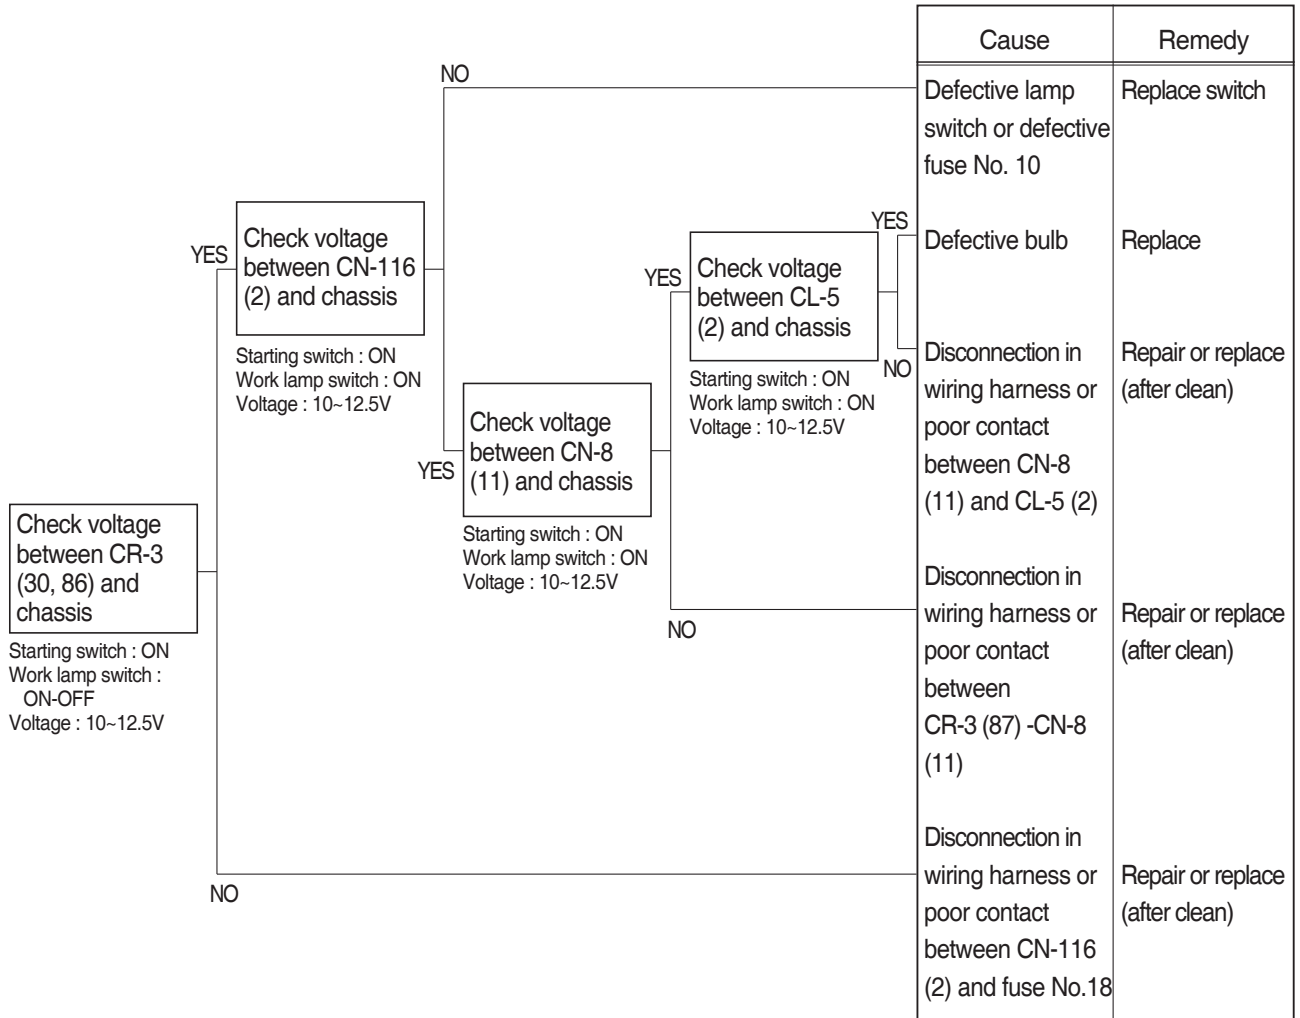 Cause
Remedy
NO
Defective lamp
switch or defective
fuse No. 10
Replace switch
YES
Check voltage
between CN-116
(2) and chassis
Starting switch : ON
Work lamp switch : ON
Voltage : 10~12.5V
YES
Check voltage
between CL-5
(2) and chassis
Starting switch : ON
Work lamp switch : ON
Voltage : 10~12.5V
YES
Defective bulb
Replace
NO
Disconnection in
wiring harness or
poor contact
between CN-8
(11) and CL-5 (2)
Repair or replace
(after clean)
YES
Check voltage
between CN-8
(11) and chassis
Starting switch : ON
Work lamp switch : ON
Voltage : 10~12.5V
NO
Disconnection in
wiring harness or
poor contact
between
CR-3 (87) -CN-8
(11)
Repair or replace
(after clean)
Check voltage
between CR-3
(30, 86) and
chassis
Starting switch : ON
Work lamp switch :
ON-OFF
Voltage : 10~12.5V
NO
Disconnection in
wiring harness or
poor contact
between CN-116
(2) and fuse No.18
Repair or replace
(after clean)